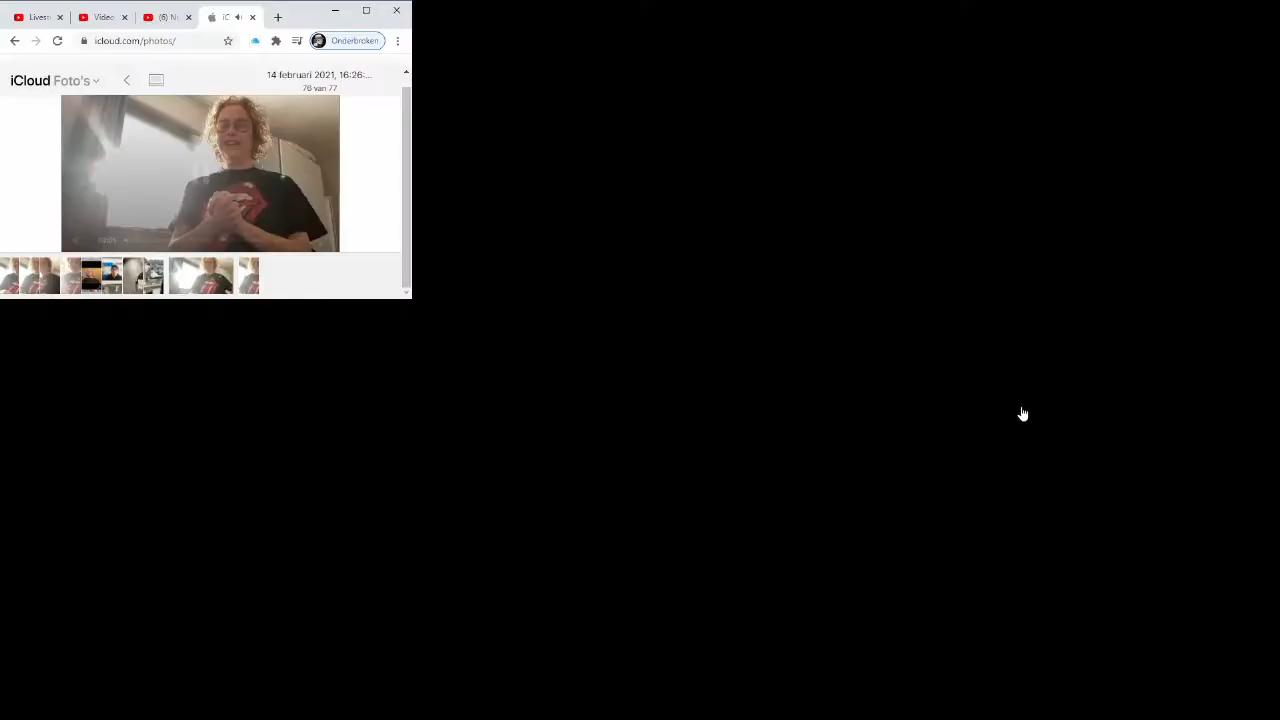 Livestr
Video
(6) N
iC
icloud.com/photos/
Onderbroken
iCloud Foto's
14 februari 2021, 16:26:...
76 van 77